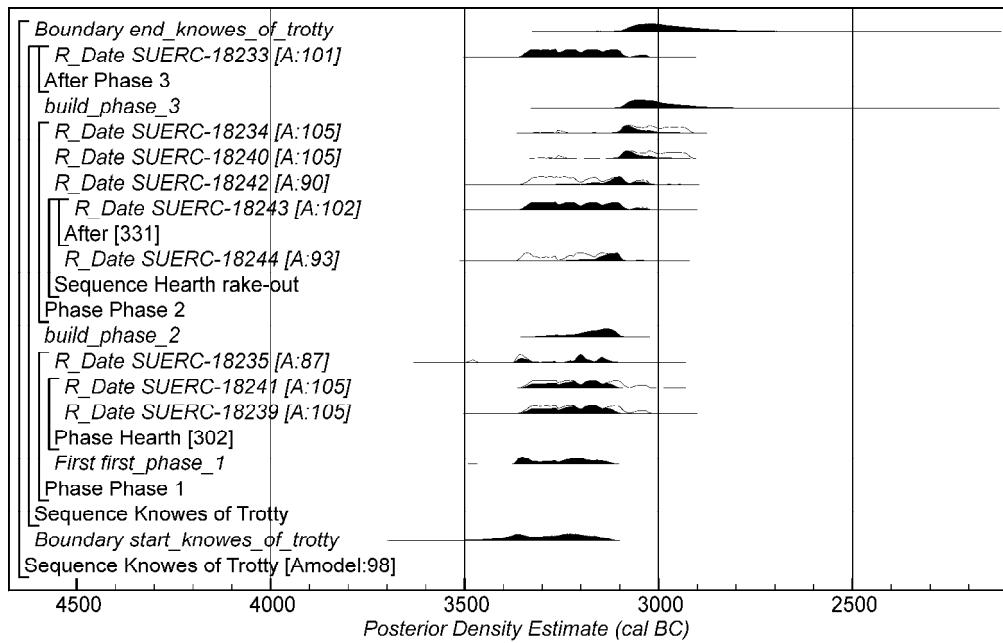 Boundary end_knowes_of_trotty
R_Date SUERC-18233 [A:101]
After Phase 3
build_phase_3
R_Date SUERC-18234 [A:105]
R_Date SUERC-18240 [A:105]
R_Date SUERC-18242 [A:90]
R_Date SUERC-18243 [A:102]
After [331]
R_Date SUERC-18244 [A:93]
Sequence Hearth rake-out
Phase Phase 2
build_phase_2
R_Date SUERC-18235 [A:87]
R_Date SUERC-18241 [A:105]
R_Date SUERC-18239 [A:105]
Phase Hearth [302]
First first_phase_1
Phase Phase 1
Sequence Knowes of Trotty
Boundary start_knowes_of_trotty
Sequence Knowes of Trotty [Amodel:98]
4500 4000 3500 3000 2500
Posterior Density Estimate (cal BC)